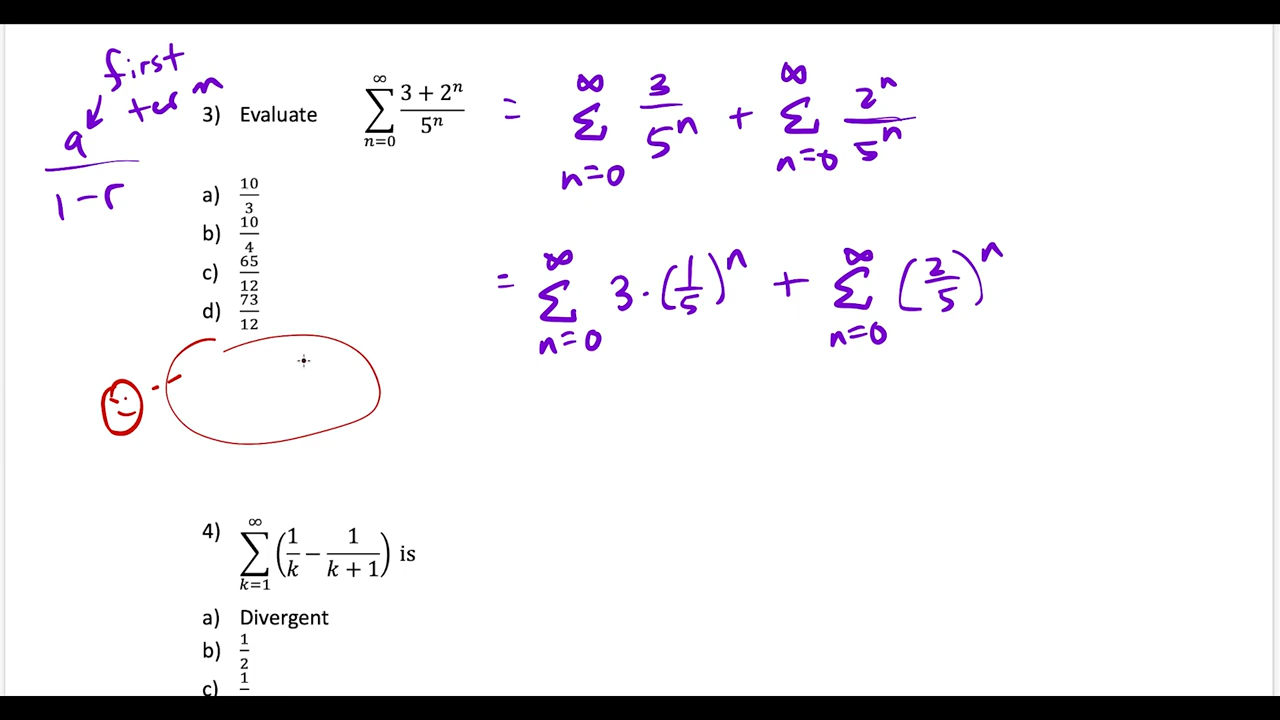 first
term
a
1-r
3) Evaluate ∞ ∑ n=0 (3 + 2^n)/5^n = ∞ ∑ n=0 3/5^n + ∞ ∑ n=0 2^n/5^n
a) 10/3
b) 10/4
c) 65/12
d) 73/12
= ∞ ∑ n=0 3·(1/5)^n + ∞ ∑ n=0 (2/5)^n
4) ∞ ∑ k=1 (1/k − 1/(k + 1)) is
a) Divergent
b) 1/2
c) 1